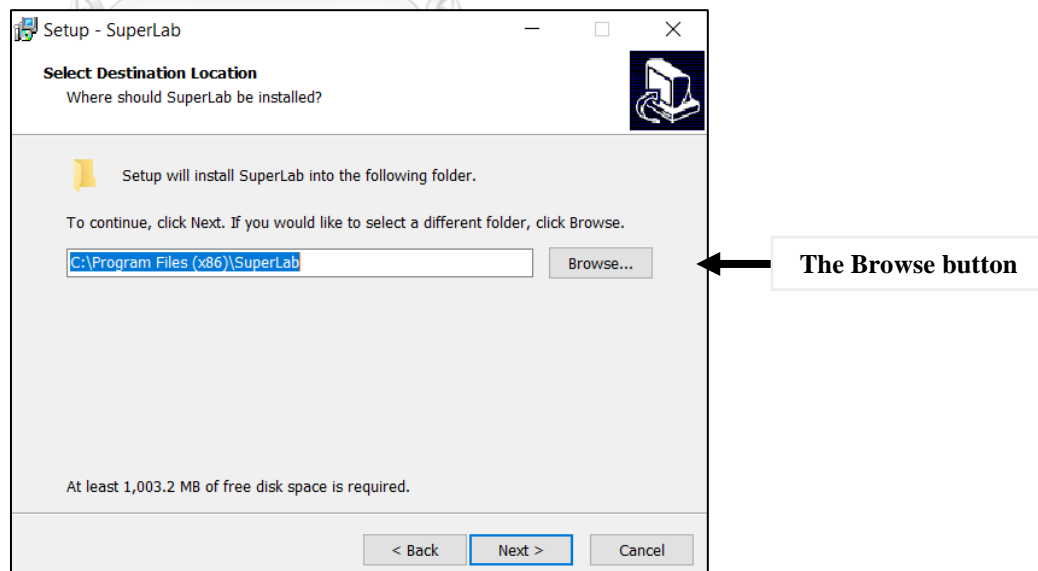 Setup - SuperLab
Select Destination Location
Where should SuperLab be installed?
Setup will install SuperLab into the following folder.
To continue, click Next. If you would like to select a different folder, click Browse.
C:\Program Files (x86)\SuperLab
Browse...
The Browse button
At least 1,003.2 MB of free disk space is required.
< Back
Next >
Cancel